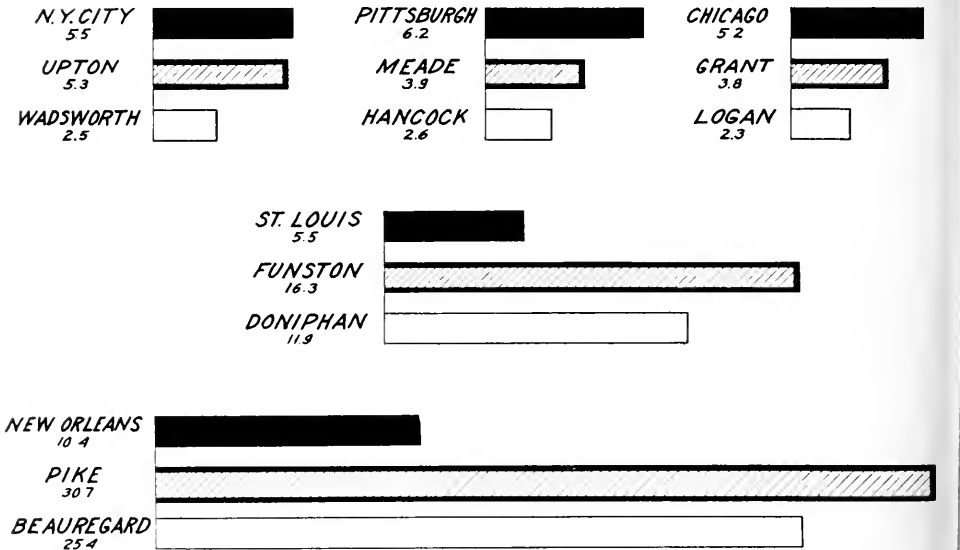 N.Y. CITY
5.5
UPTON
5.3
WADSWORTH
2.5
PITTSBURGH
6.2
MEADE
3.9
HANCOCK
2.6
CHICAGO
5 2
GRANT
3.8
LOGAN
2.3
ST. LOUIS
5.5
FUNSTON
16.3
DONIPHAN
11.9
NEW ORLEANS
10 4
PIKE
30 7
BEAUREGARD
25 4